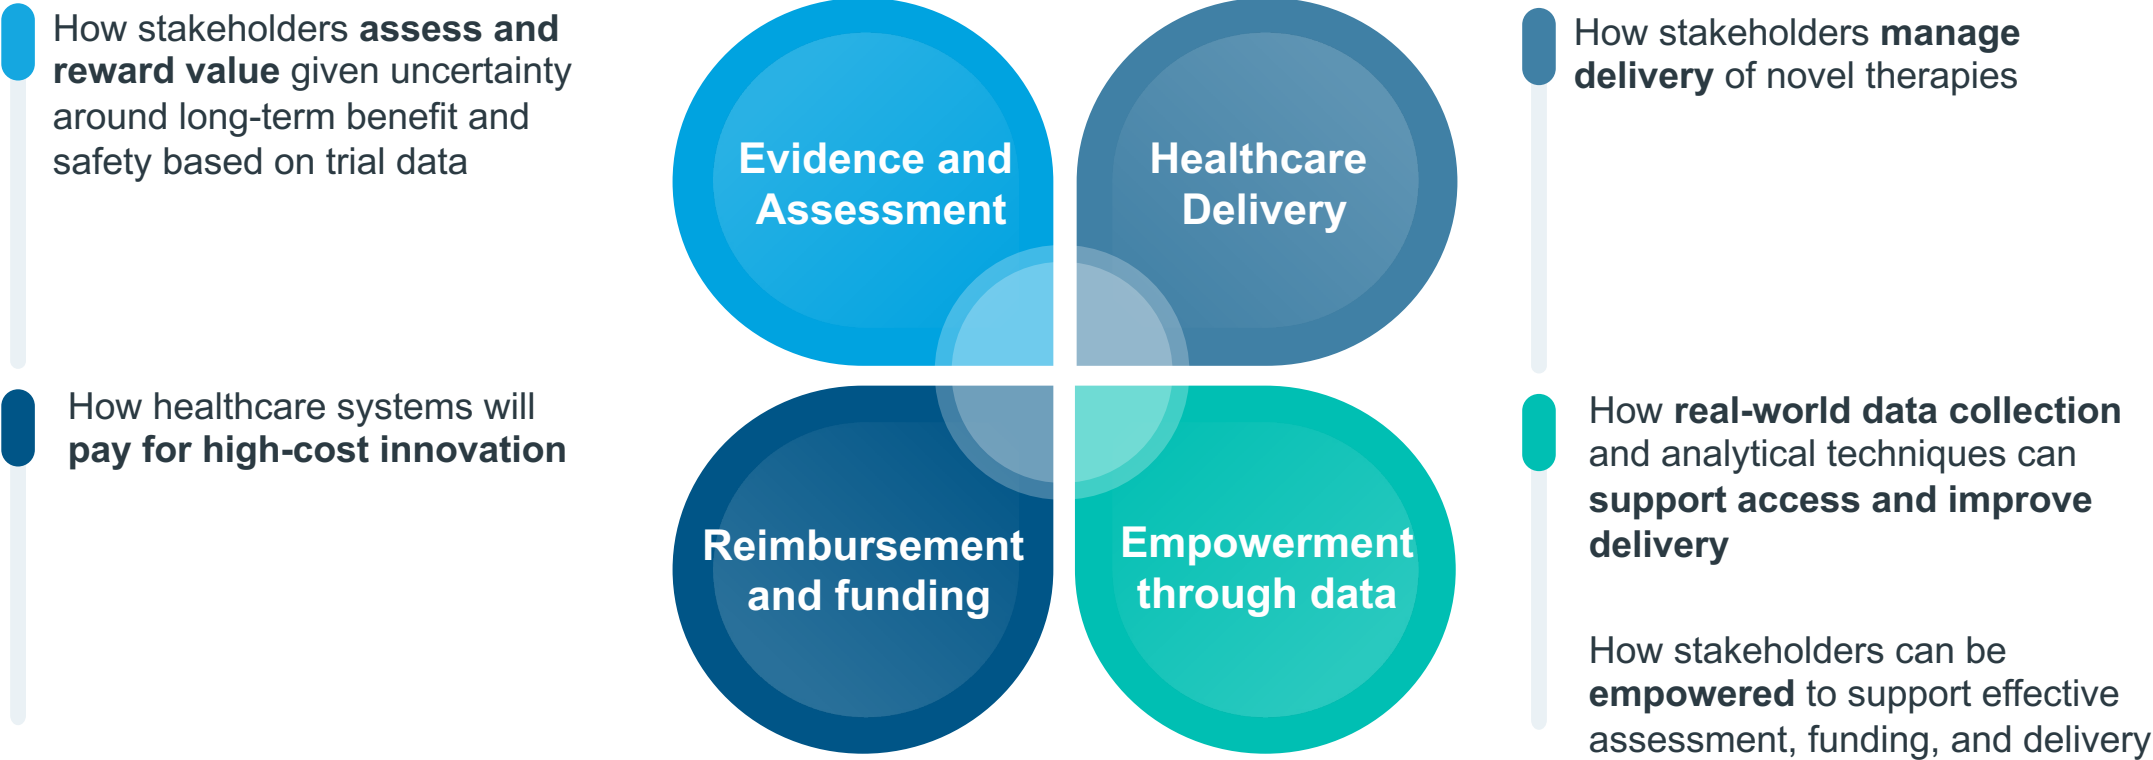 How stakeholders assess and
reward value given uncertainty
around long-term benefit and
safety based on trial data
Evidence and
Assessment
Healthcare
Delivery
How stakeholders manage
delivery of novel therapies
How healthcare systems will
pay for high-cost innovation
Reimbursement
and funding
Empowerment
through data
How real-world data collection
and analytical techniques can
support access and improve
delivery
How stakeholders can be
empowered to support effective
assessment, funding, and delivery